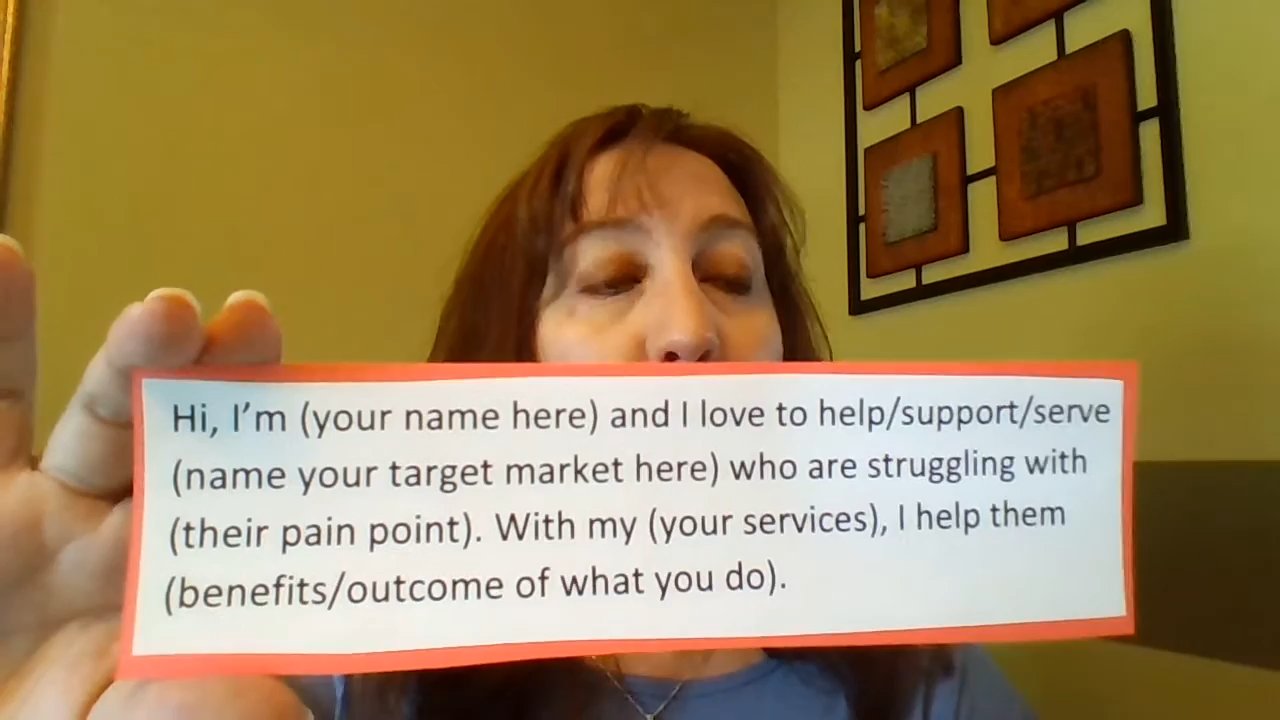 Hi, I’m (your name here) and I love to help/support/serve
(name your target market here) who are struggling with
(their pain point). With my (your services), I help them
(benefits/outcome of what you do).